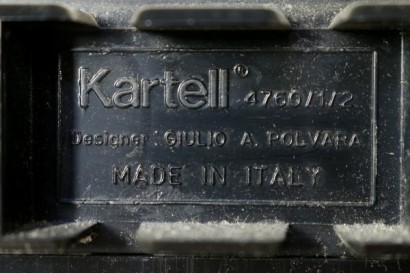 Kartell® 4760/1/2
Designer: GIULIO A. POLVARA
MADE IN ITALY